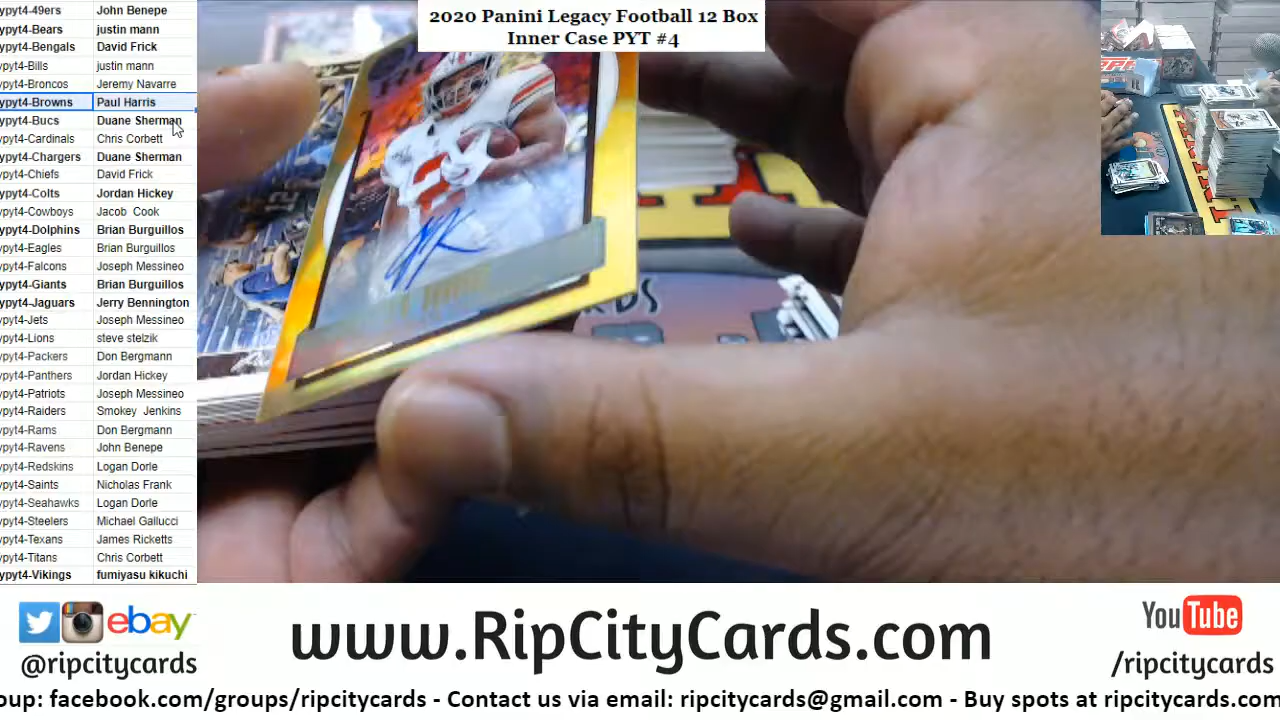 2020 Panini Legacy Football 12 Box
Inner Case PYT #4
ypyt4-49ers John Benepe
ypyt4-Bears justin mann
ypyt4-Bengals David Frick
ypyt4-Bills justin mann
ypyt4-Broncos Jeremy Navarre
ypyt4-Browns Paul Harris
ypyt4-Bucs Duane Sherman
ypyt4-Cardinals Chris Corbett
ypyt4-Chargers Duane Sherman
ypyt4-Chiefs David Frick
ypyt4-Colts Jordan Hickey
ypyt4-Cowboys Jacob Cook
ypyt4-Dolphins Brian Burguillos
ypyt4-Eagles Brian Burguillos
ypyt4-Falcons Joseph Messineo
ypyt4-Giants Brian Burguillos
ypyt4-Jaguars Jerry Bennington
ypyt4-Jets Joseph Messineo
ypyt4-Lions steve stelzik
ypyt4-Packers Don Bergmann
ypyt4-Panthers Jordan Hickey
ypyt4-Patriots Joseph Messineo
ypyt4-Raiders Smokey Jenkins
ypyt4-Rams Don Bergmann
ypyt4-Ravens John Benepe
ypyt4-Redskins Logan Dorle
ypyt4-Saints Nicholas Frank
ypyt4-Seahawks Logan Dorle
ypyt4-Steelers Michael Gallucci
ypyt4-Texans James Ricketts
ypyt4-Titans Chris Corbett
ypyt4-Vikings fumiyasu kikuchi
ebay
@ripcitycards
www.RipCityCards.com
YouTube
/ripcitycards
oup: facebook.com/groups/ripcitycards - Contact us via email: ripcitycards@gmail.com - Buy spots at ripcitycards.com